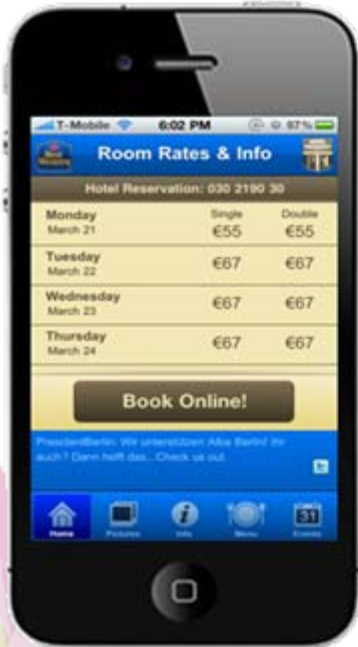 T-Mobile 6:02 PM 87%
Best Western
Room Rates & Info
Hotel Reservation: 030 2190 30
Monday Single Double
March 21 €55 €55
Tuesday
March 22 €67 €67
Wednesday
March 23 €67 €67
Thursday
March 24 €67 €67
Book Online!
PresidentBerlin: Wir unterstützen Alba Berlin! Ihr
auch? Dann helft das...Check us out
Home Pictures Info Menu 31 Events